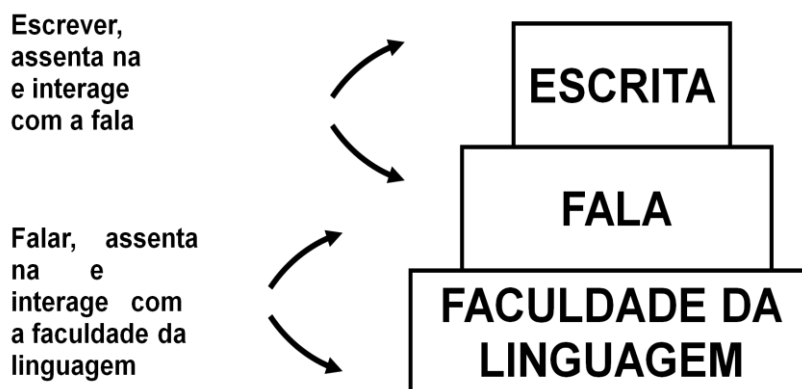 Escrever,
assenta na
e interage
com a fala
Falar, assenta
na e
interage com
a faculdade da
linguagem
ESCRITA
FALA
FACULDADE DA
LINGUAGEM